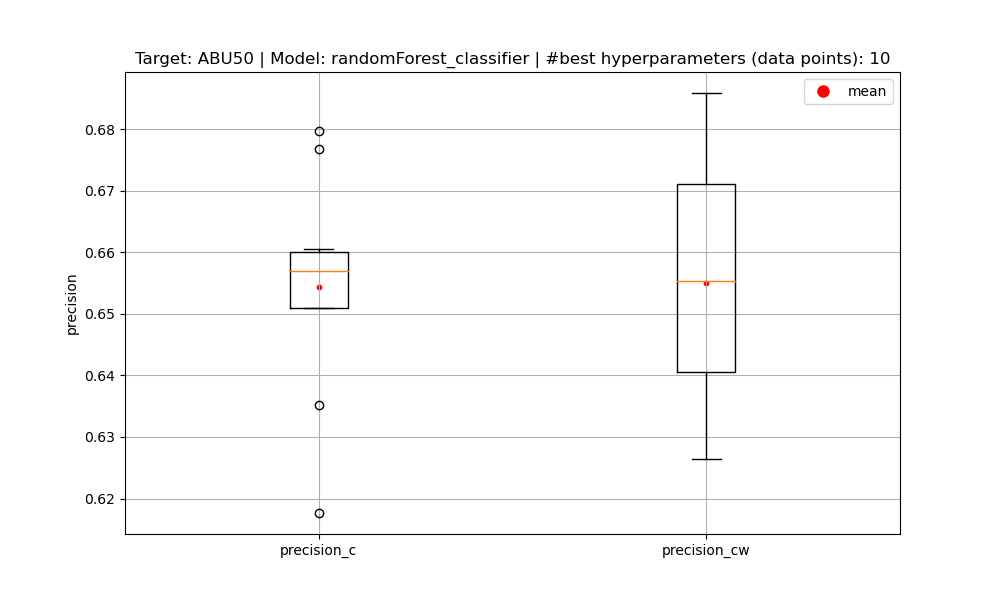 Target: ABU50 | Model: randomForest_classifier | #best hyperparameters (data points): 10
mean
0.68
0.67
0.66
0.65
0.64
0.63
0.62
precision
precision_c
precision_cw